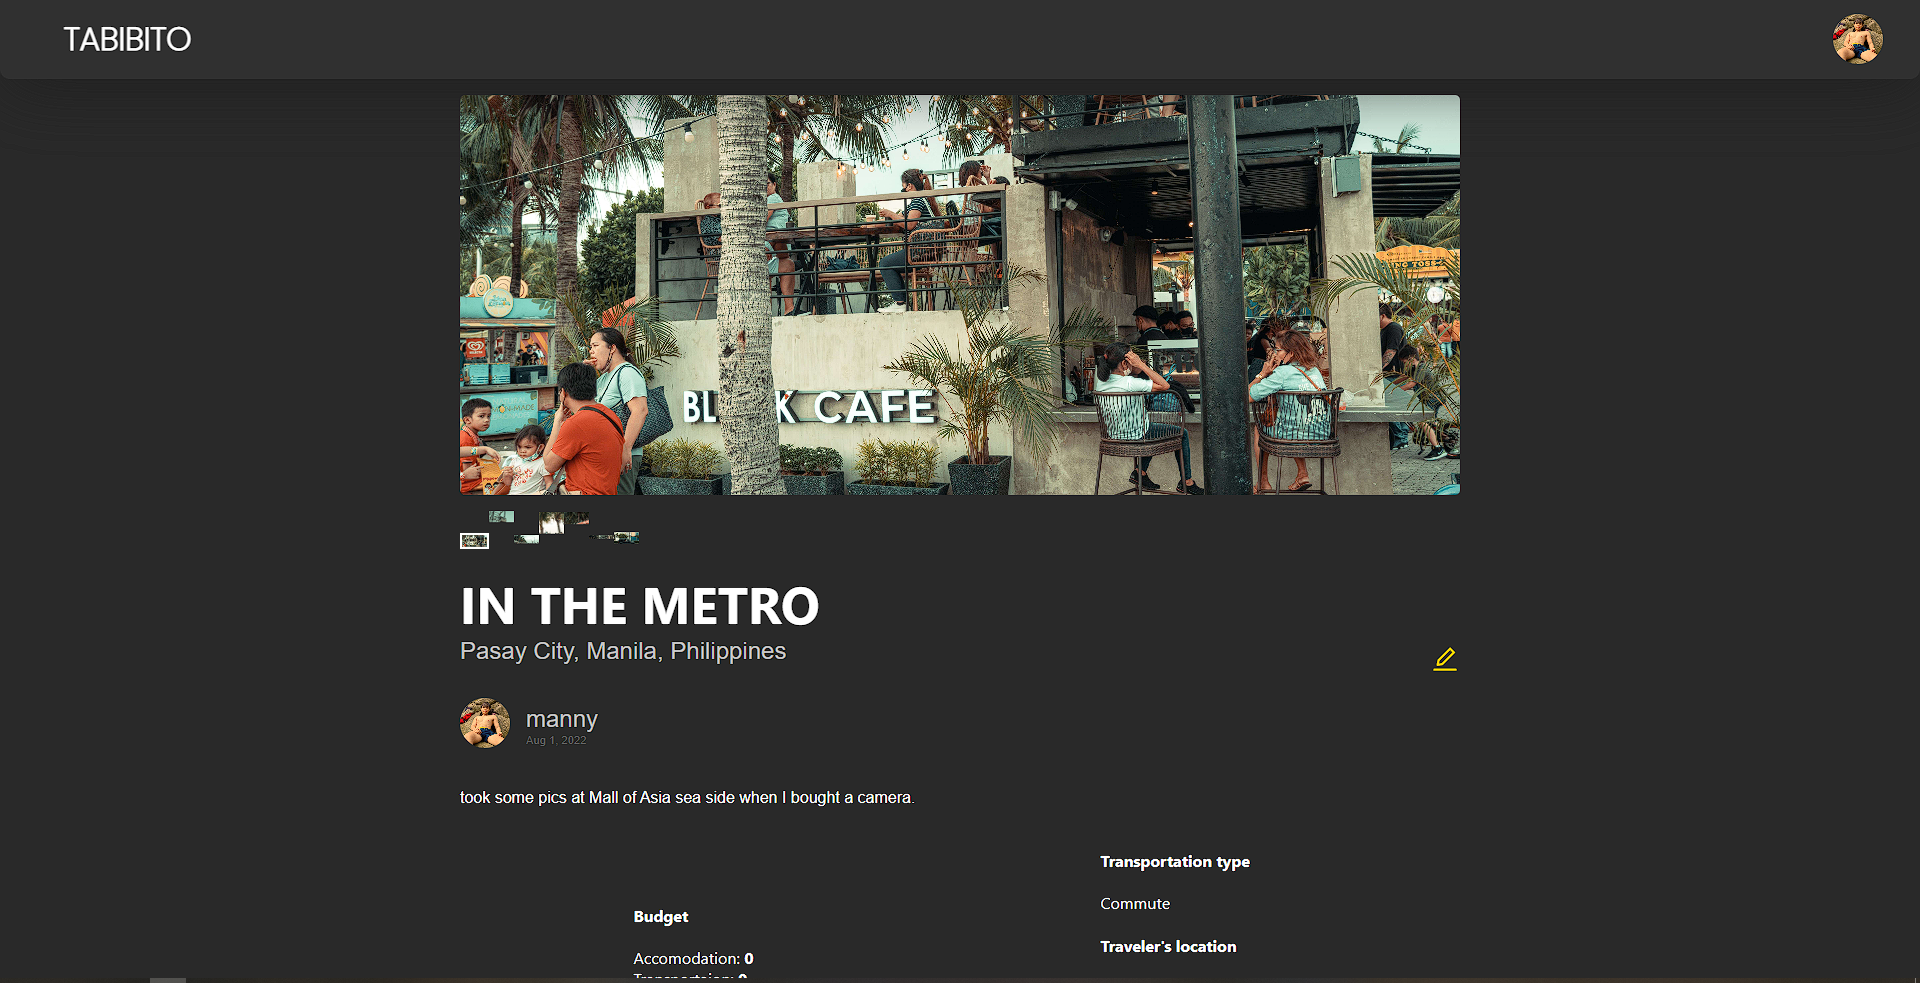 TABIBITO
BL K CAFE
IN THE METRO
Pasay City, Manila, Philippines
manny
Aug 1, 2022
took some pics at Mall of Asia sea side when I bought a camera.
Transportation type
Commute
Budget
Traveler's location
Accomodation: 0